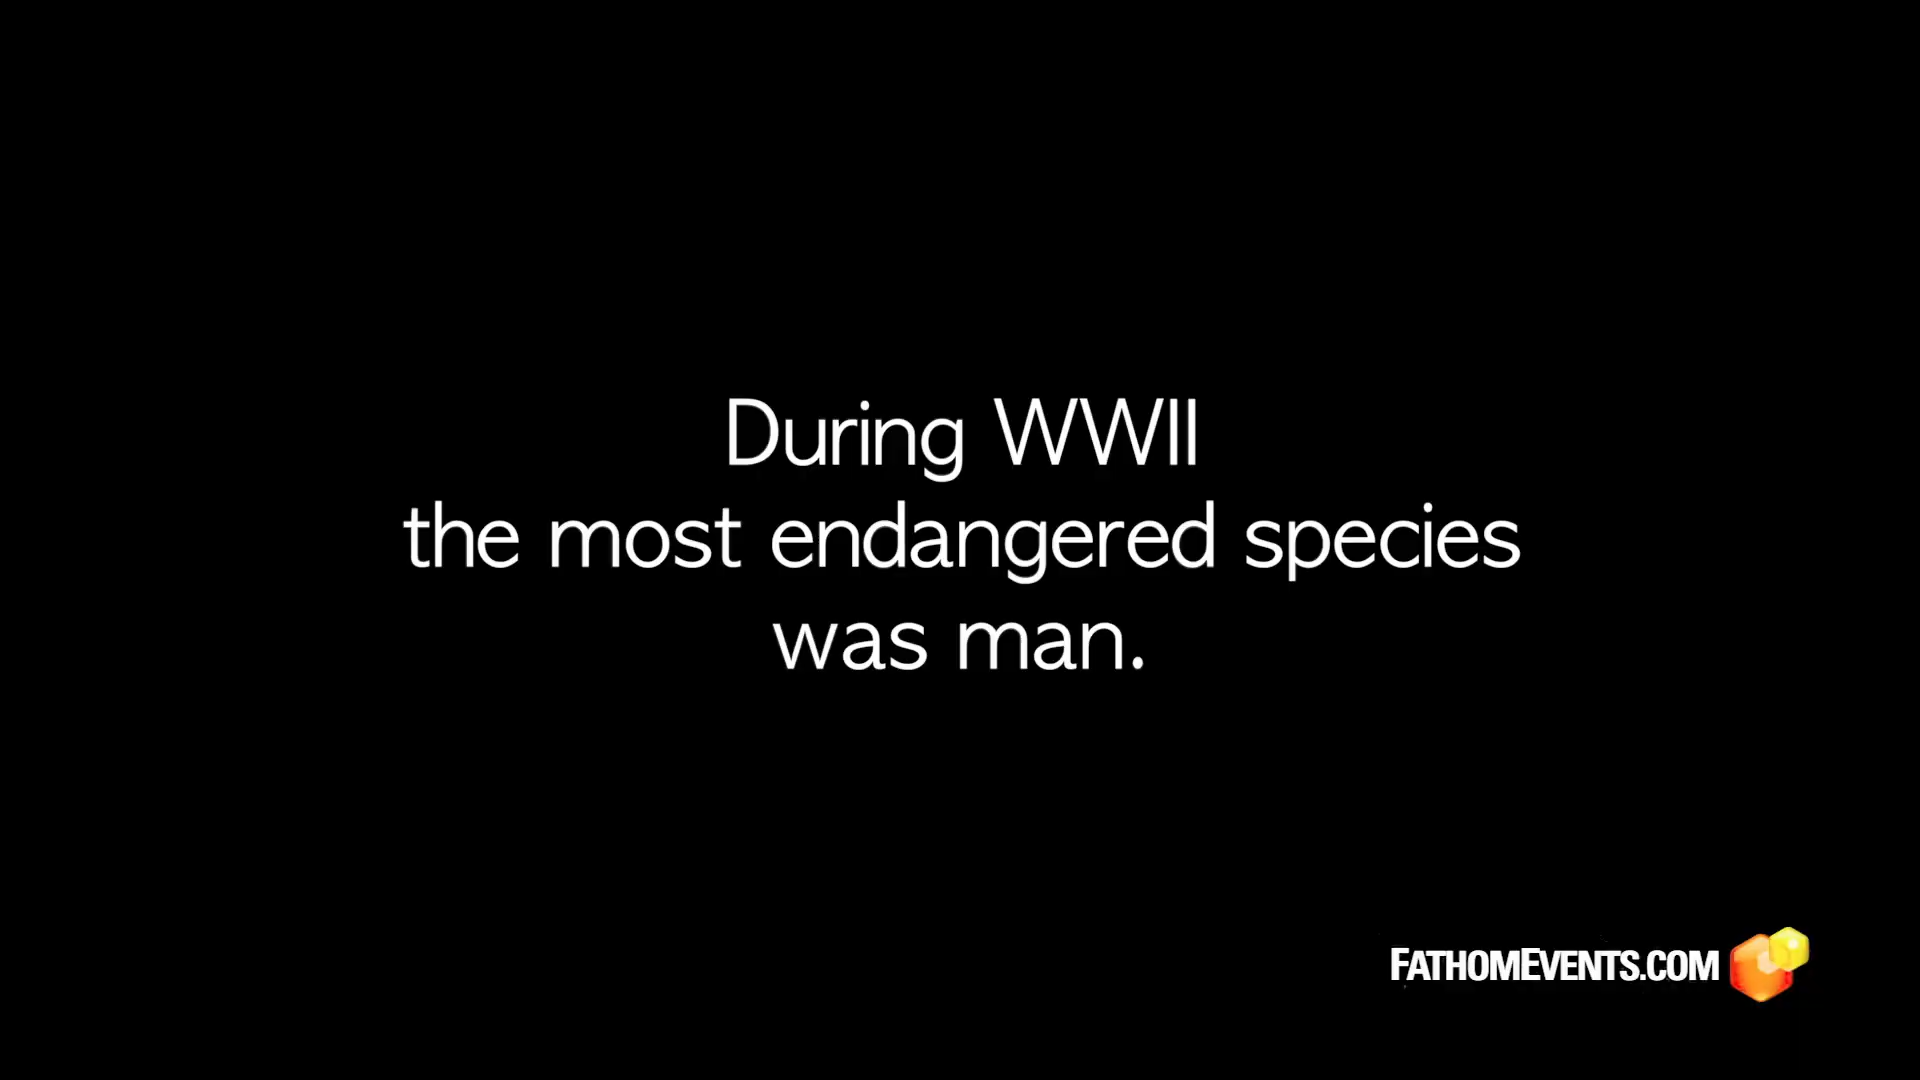 During WWII
the most endangered species
was man.
FATHOMEVENTS.COM